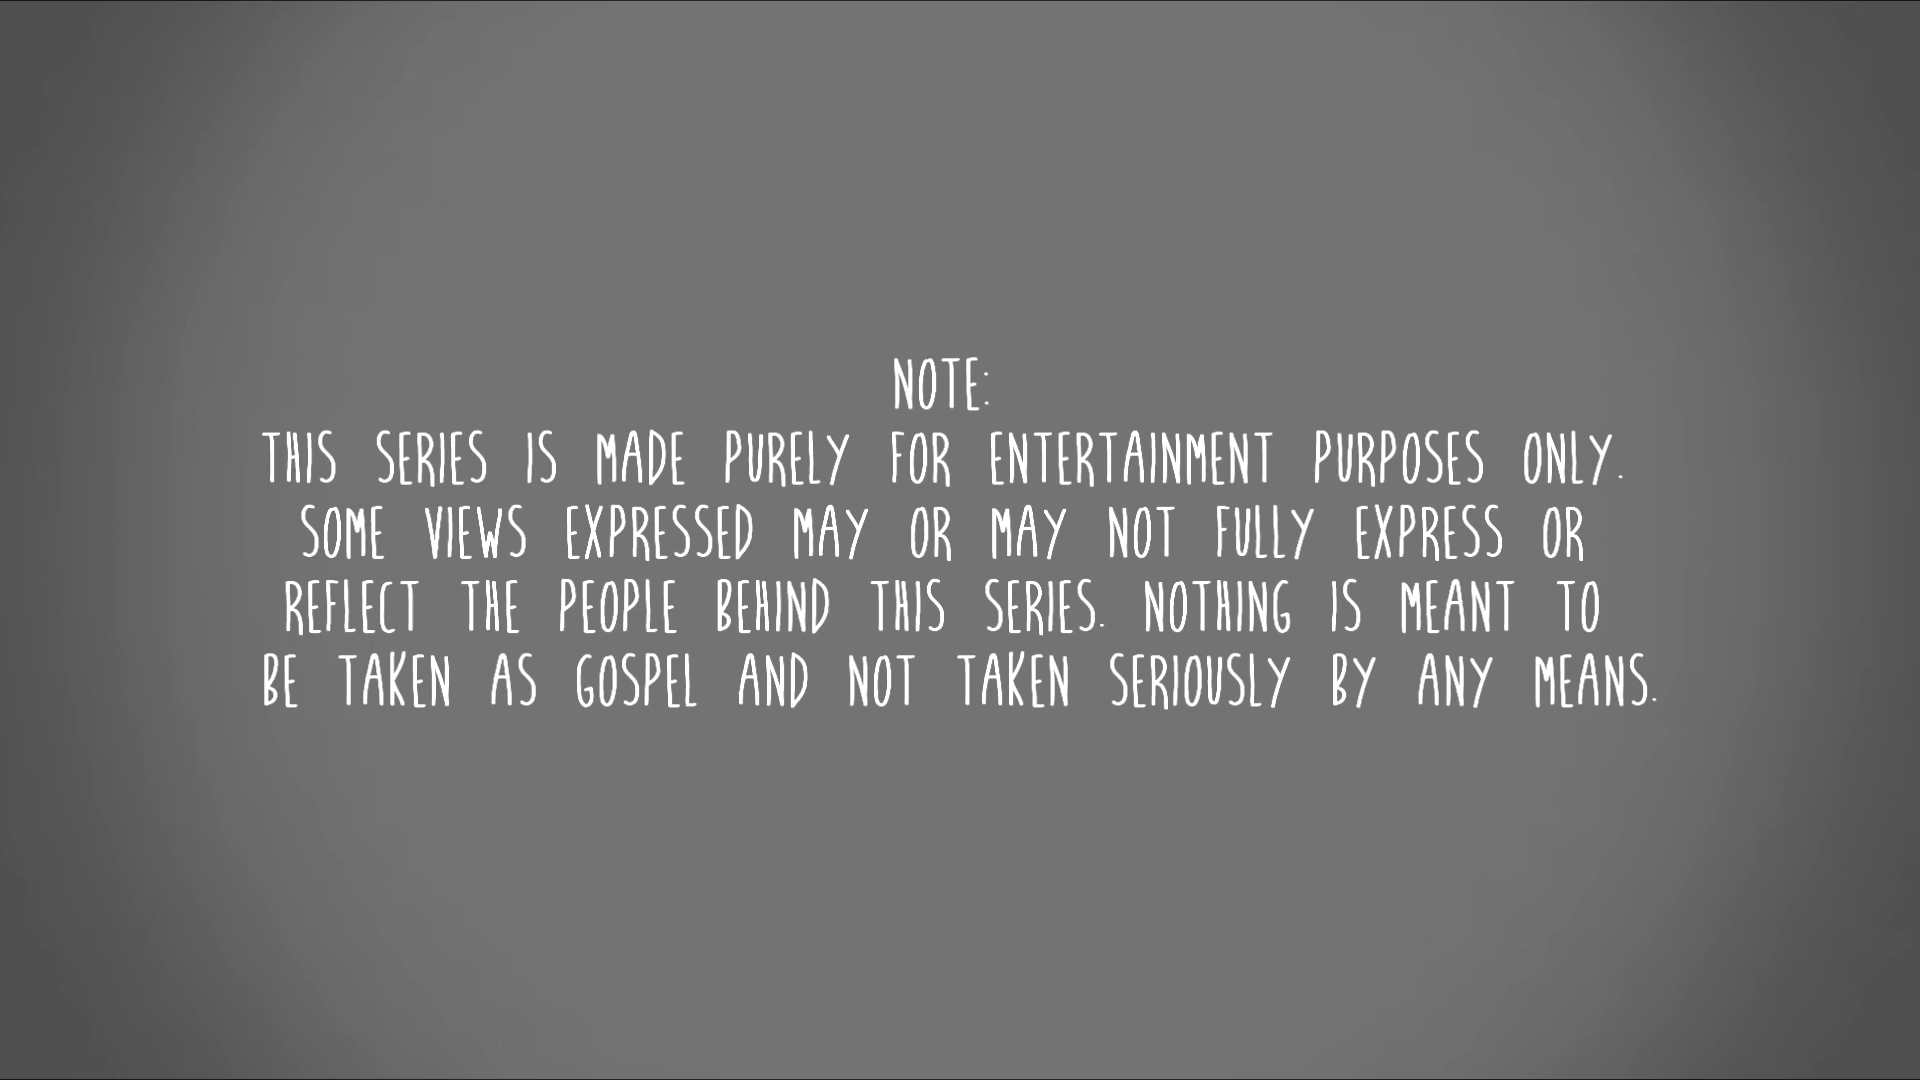 NOTE:
THIS SERIES IS MADE PURELY FOR ENTERTAINMENT PURPOSES ONLY.
SOME VIEWS EXPRESSED MAY OR MAY NOT FULLY EXPRESS OR
REFLECT THE PEOPLE BEHIND THIS SERIES. NOTHING IS MEANT TO
BE TAKEN AS GOSPEL AND NOT TAKEN SERIOUSLY BY ANY MEANS.